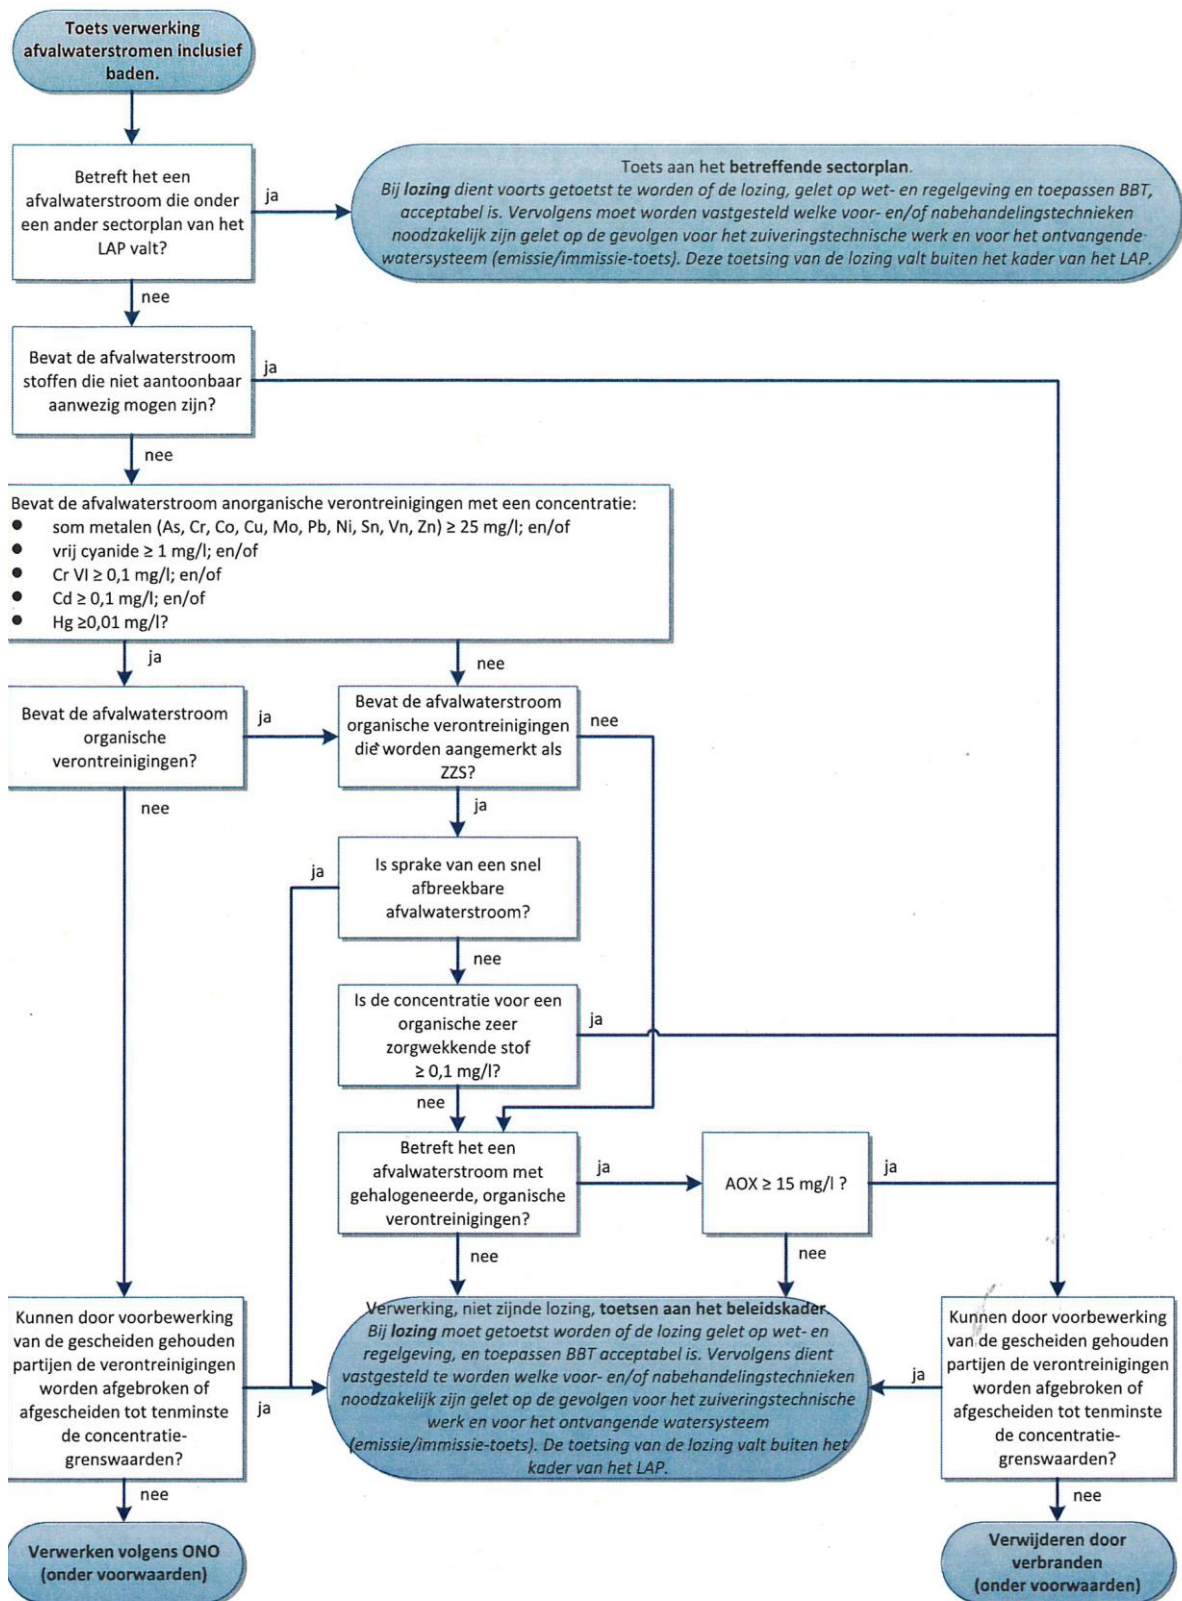 Toets verwerking
afvalwaterstromen inclusief
baden.
Betreft het een
afvalwaterstroom die onder
een ander sectorplan van het
LAP valt?
ja
Toets aan het betreffende sectorplan.
Bij lozing dient voorts getoetst te worden of de lozing, gelet op wet- en regelgeving en toepassen BBT,
acceptabel is. Vervolgens moet worden vastgesteld welke voor- en/of nabehandelingstechnieken
noodzakelijk zijn gelet op de gevolgen voor het zuiveringstechnische werk en voor het ontvangende
watersysteem (emissie/immissie-toets). Deze toetsing van de lozing valt buiten het kader van het LAP.
nee
Bevat de afvalwaterstroom
stoffen die niet aantoonbaar
aanwezig mogen zijn?
ja
nee
Bevat de afvalwaterstroom anorganische verontreinigingen met een concentratie:
● som metalen (As, Cr, Co, Cu, Mo, Pb, Ni, Sn, Vn, Zn) ≥ 25 mg/l; en/of
● vrij cyanide ≥ 1 mg/l; en/of
● Cr VI ≥ 0,1 mg/l; en/of
● Cd ≥ 0,1 mg/l; en/of
● Hg ≥0,01 mg/l?
ja
nee
Bevat de afvalwaterstroom
organische
verontreinigingen?
ja
Bevat de afvalwaterstroom
organische verontreinigingen
die worden aangemerkt als
ZZS?
nee
nee
ja
Is sprake van een snel
afbreekbare
afvalwaterstroom?
ja
nee
Is de concentratie voor een
organische zeer
zorgwekkende stof
≥ 0,1 mg/l?
ja
nee
Betreft het een
afvalwaterstroom met
gehalogeneerde, organische
verontreinigingen?
ja
AOX ≥ 15 mg/l ?
ja
nee
nee
Kunnen door voorbewerking
van de gescheiden gehouden
partijen de verontreinigingen
worden afgebroken of
afgescheiden tot tenminste
de concentratie-
grenswaarden?
ja
Verwerking, niet zijnde lozing, toetsen aan het beleidskader.
Bij lozing moet getoetst worden of de lozing gelet op wet- en
regelgeving, en toepassen BBT acceptabel is. Vervolgens dient
vastgesteld te worden welke voor- en/of nabehandelingstechnieken
noodzakelijk zijn gelet op de gevolgen voor het zuiveringstechnische
werk en voor het ontvangende watersysteem
(emissie/immissie-toets). De toetsing van de lozing valt buiten het
kader van het LAP.
ja
Kunnen door voorbewerking
van de gescheiden gehouden
partijen de verontreinigingen
worden afgebroken of
afgescheiden tot tenminste
de concentratie-
grenswaarden?
nee
nee
Verwerken volgens ONO
(onder voorwaarden)
Verwijderen door
verbranden
(onder voorwaarden)